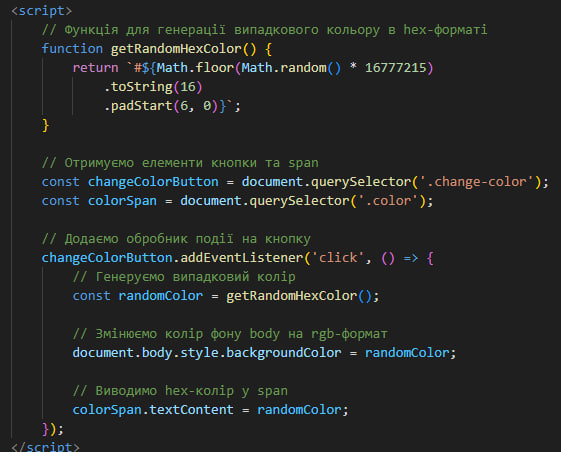 <script>
// Функція для генерації випадкового кольору в hex-форматі
function getRandomHexColor() {
return `#${Math.floor(Math.random() * 16777215)
.toString(16)
.padStart(6, 0)}`;
}
// Отримуємо елементи кнопки та span
const changeColorButton = document.querySelector('.change-color');
const colorSpan = document.querySelector('.color');
// Додаємо обробник події на кнопку
changeColorButton.addEventListener('click', () => {
// Генеруємо випадковий колір
const randomColor = getRandomHexColor();
// Змінюємо колір фону body на rgb-формат
document.body.style.backgroundColor = randomColor;
// Виводимо hex-колір у span
colorSpan.textContent = randomColor;
});
</script>